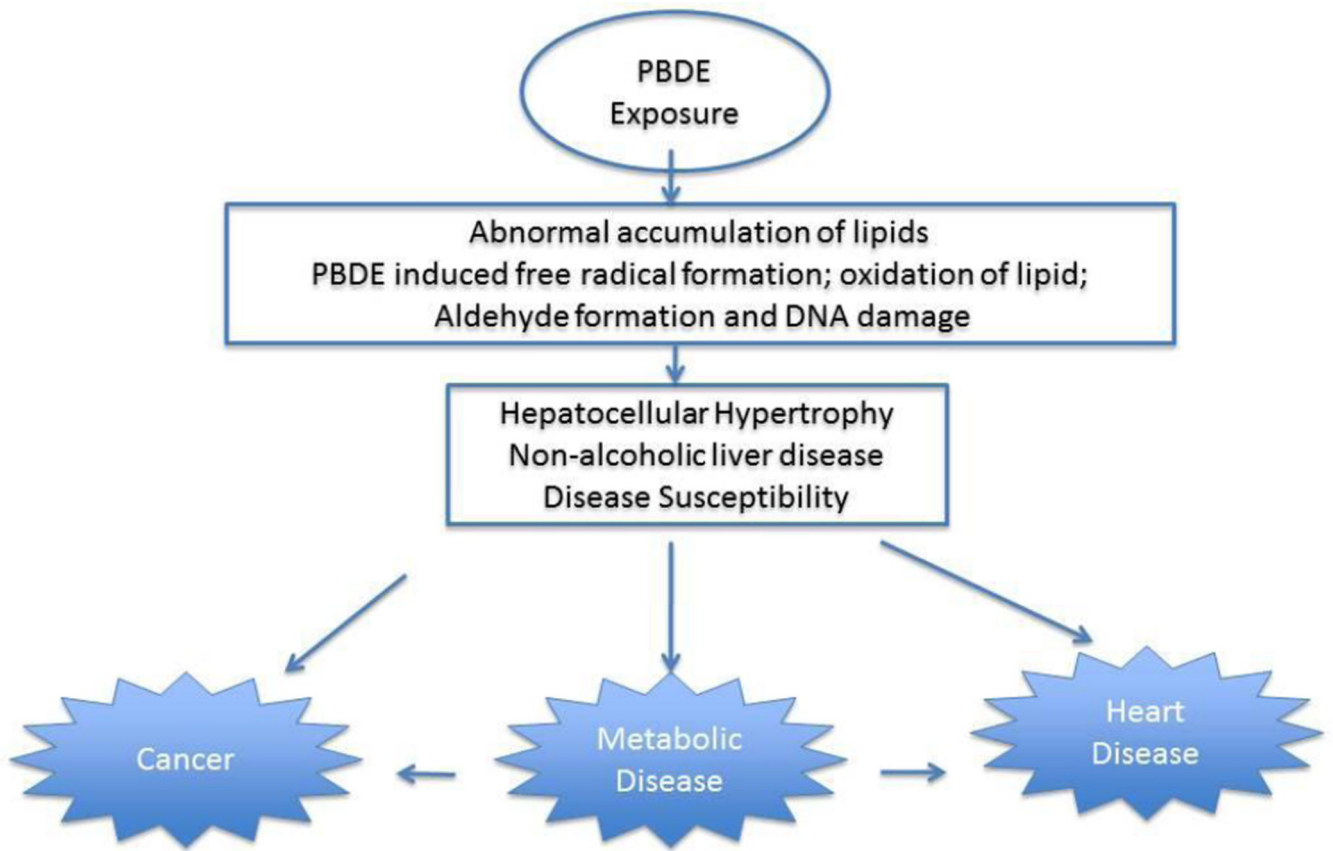 PBDE
Exposure
Abnormal accumulation of lipids
PBDE induced free radical formation; oxidation of lipid;
Aldehyde formation and DNA damage
Hepatocellular Hypertrophy
Non-alcoholic liver disease
Disease Susceptibility
Cancer
Metabolic
Disease
Heart
Disease